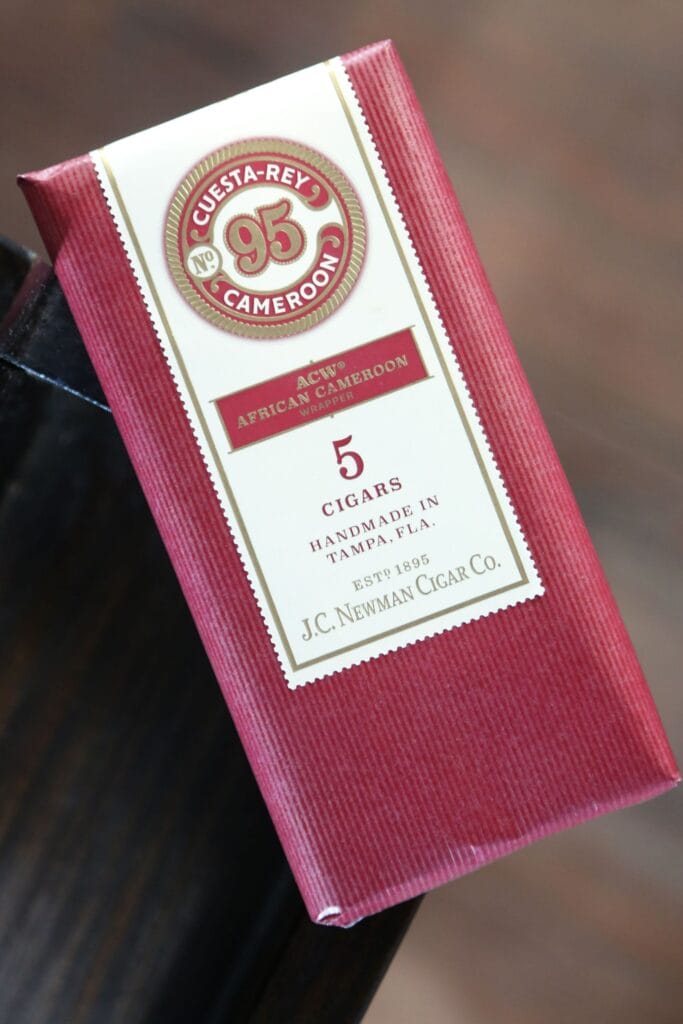 CUESTA-REY
Nº
95
CAMEROON
ACW®
AFRICAN CAMEROON
WRAPPER
5
CIGARS
HANDMADE IN
TAMPA, FLA.
ESTD 1895
J.C. NEWMAN CIGAR CO.